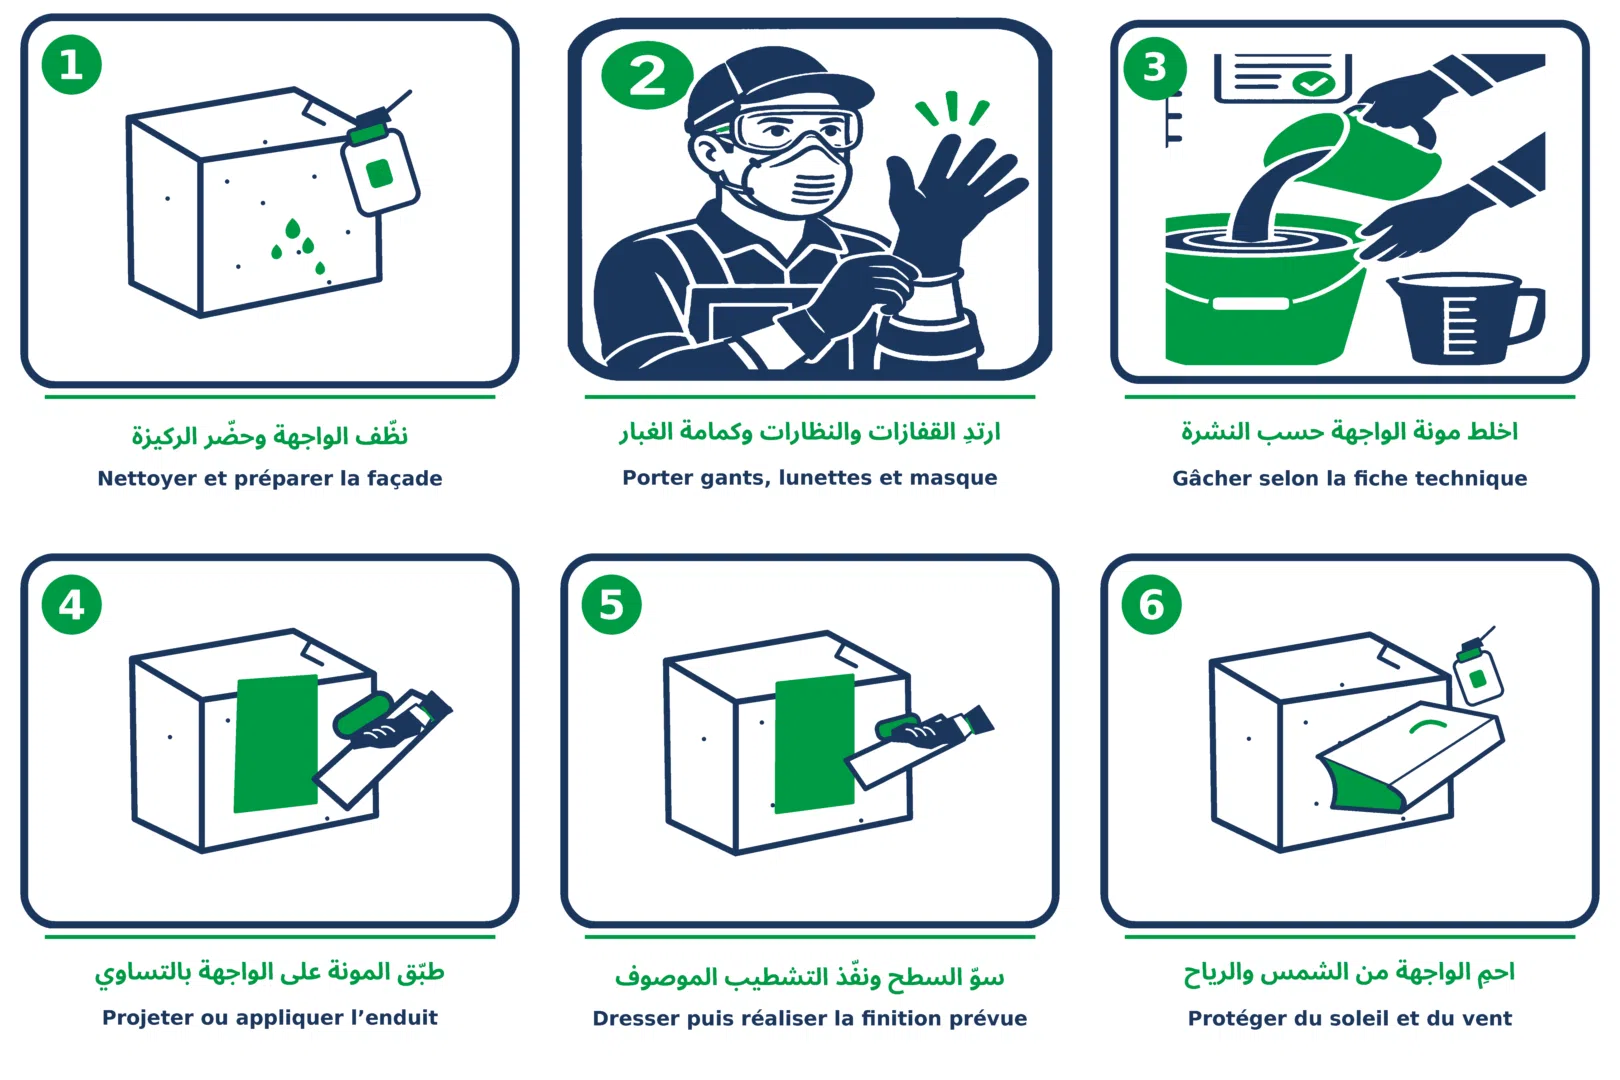 1
نظّف الواجهة وحضّر الركيزة
Nettoyer et préparer la façade
2
ارتدِ القفازات والنظارات وكمامة الغبار
Porter gants, lunettes et masque
3
اخلط مونة الواجهة حسب النشرة
Gâcher selon la fiche technique
4
طبّق المونة على الواجهة بالتساوي
Projeter ou appliquer l’enduit
5
سوّ السطح ونفّذ التشطيب الموصوف
Dresser puis réaliser la finition prévue
6
احمِ الواجهة من الشمس والرياح
Protéger du soleil et du vent